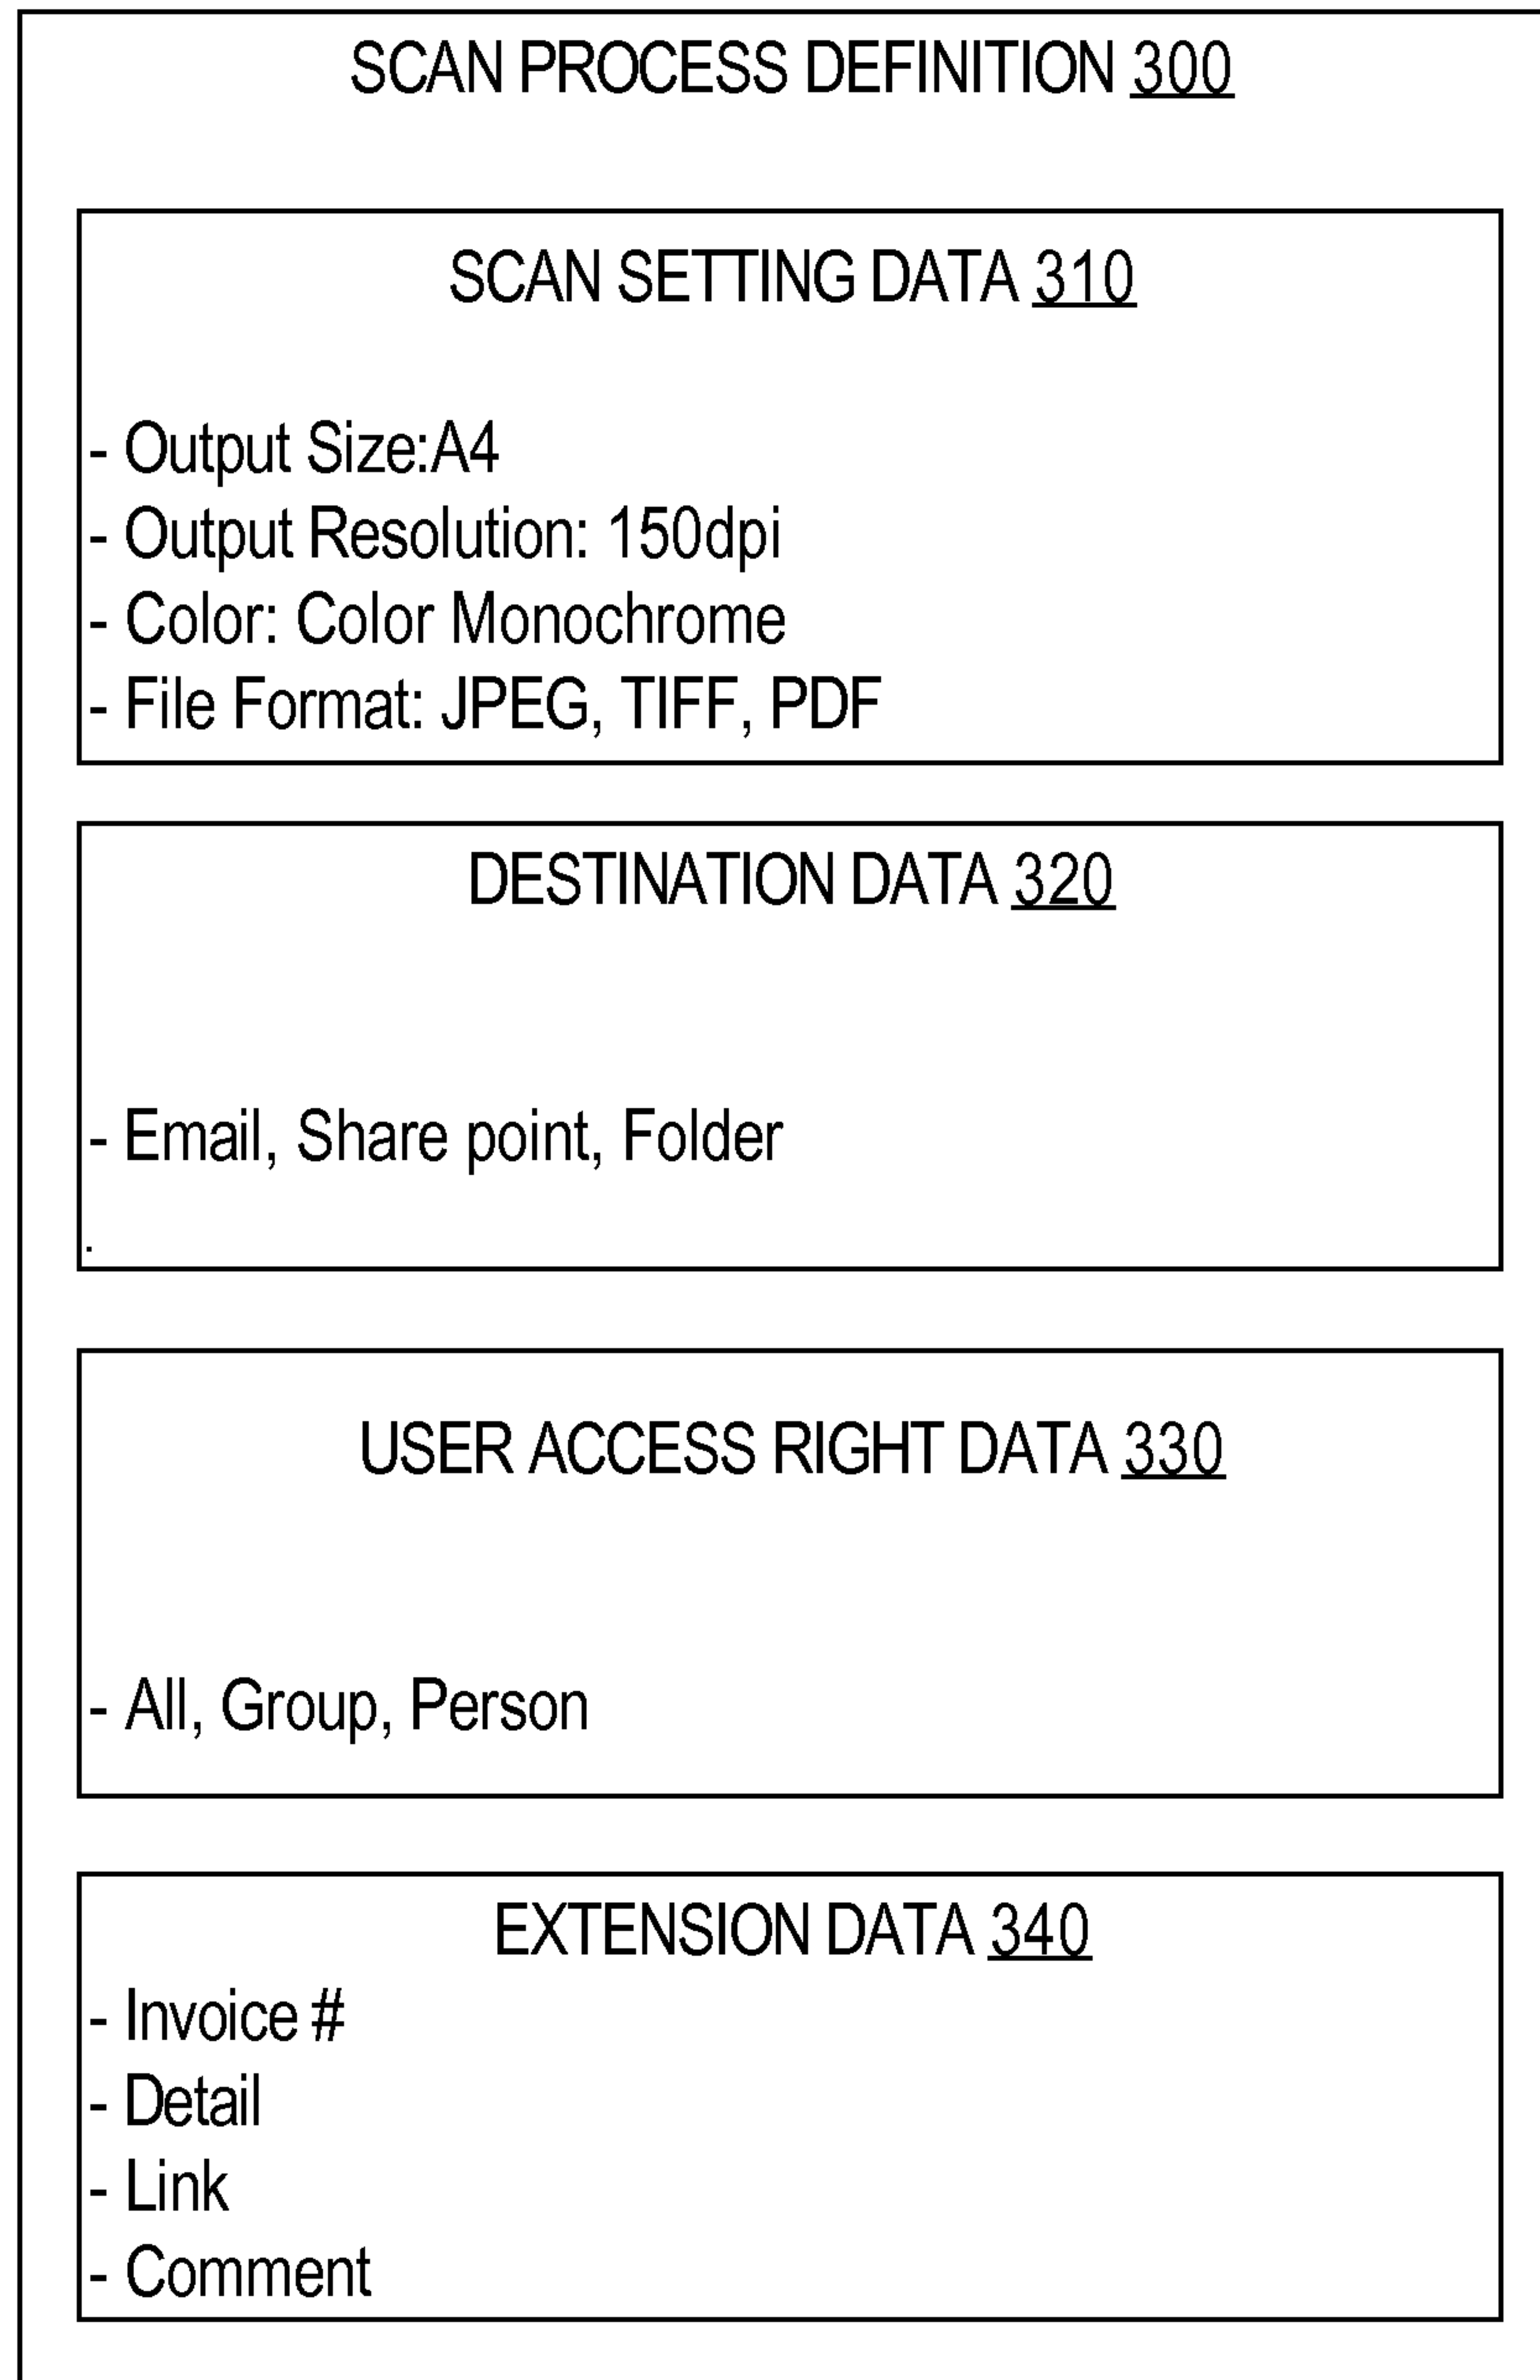 SCAN PROCESS DEFINITION 300
SCAN SETTING DATA 310
- Output Size:A4
- Output Resolution: 150dpi
- Color: Color Monochrome
- File Format: JPEG, TIFF, PDF
DESTINATION DATA 320
- Email, Share point, Folder
.
USER ACCESS RIGHT DATA 330
- All, Group, Person
EXTENSION DATA 340
- Invoice #
- Detail
- Link
- Comment